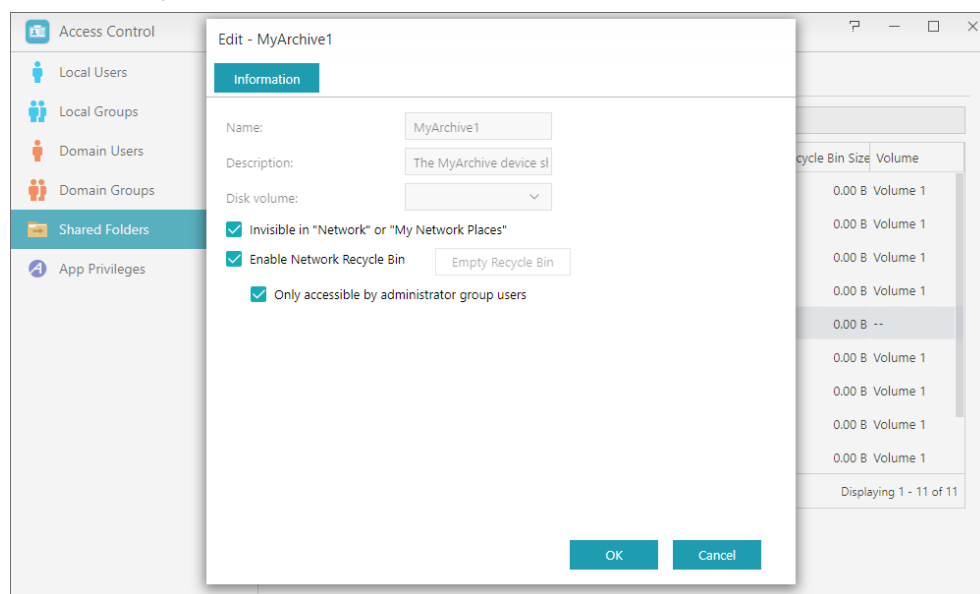 Access Control
Local Users
Local Groups
Domain Users
Domain Groups
Shared Folders
App Privileges
Edit - MyArchive1
Information
Name: MyArchive1
Description: The MyArchive device sl
Disk volume:
Invisible in "Network" or "My Network Places"
Enable Network Recycle Bin Empty Recycle Bin
Only accessible by administrator group users
OK Cancel
cycle Bin Size Volume
0.00 B Volume 1
0.00 B Volume 1
0.00 B Volume 1
0.00 B Volume 1
0.00 B --
0.00 B Volume 1
0.00 B Volume 1
0.00 B Volume 1
0.00 B Volume 1
Displaying 1 - 11 of 11